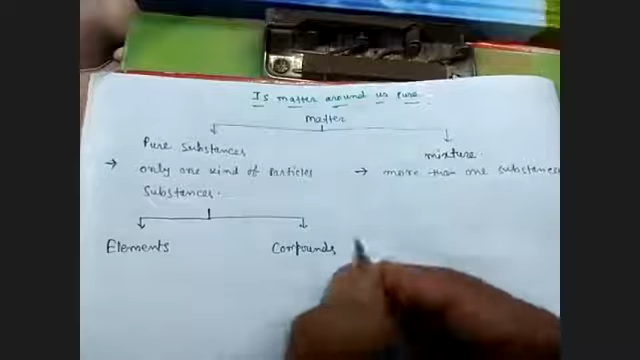 Is matter around us Pure.
matter
Pure substances
mixture.
→ only one kind of Particles
→ more than one substances
substances.
Elements
Compounds